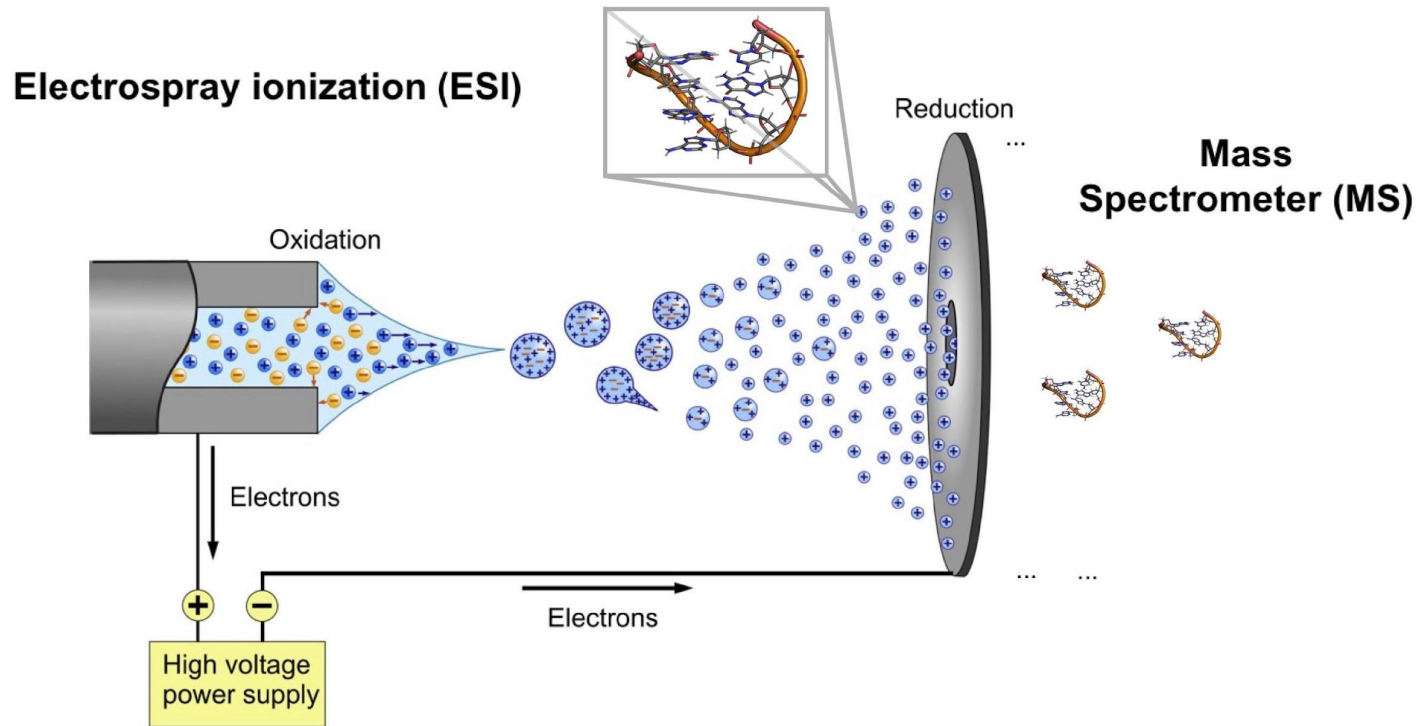 Electrospray ionization (ESI)
Reduction
...
Mass
Spectrometer (MS)
Oxidation
Electrons
+
−
... ...
Electrons
High voltage
power supply